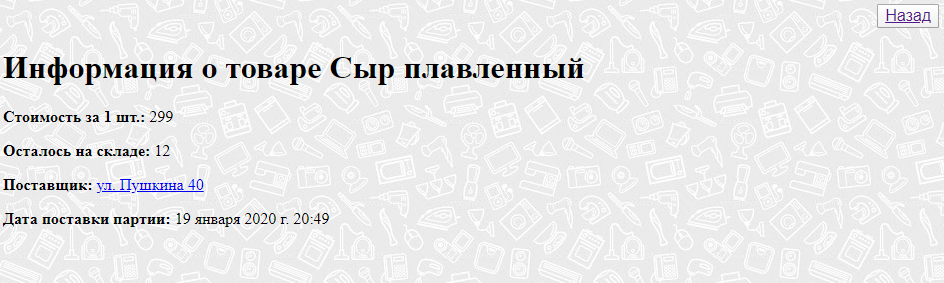 Назад
Информация о товаре Сыр плавленный
Стоимость за 1 шт.: 299
Осталось на складе: 12
Поставщик: ул. Пушкина 40
Дата поставки партии: 19 января 2020 г. 20:49